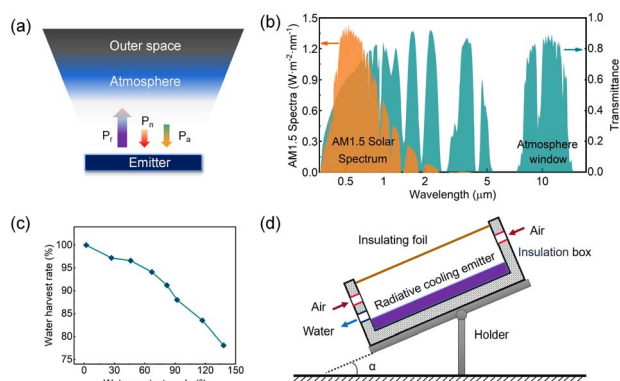 (a)
Outer space
Atmosphere
Pr
Pn
Pa
Emitter
(b)
AM1.5 Spectra (W·m-2·nm-1)
1.5
1.2
0.9
0.6
0.3
0.0
1.0
0.8
0.6
0.4
0.2
0.0
Transmittance
AM1.5 Solar
Spectrum
Atmosphere
window
0.5 1 2 5 10
Wavelength (μm)
(c)
Water harvest rate (%)
100
95
90
85
80
75
0 30 60 90 120 150
(d)
Insulating foil
Air
Insulation box
Radiative cooling emitter
Air
Water
Holder
α